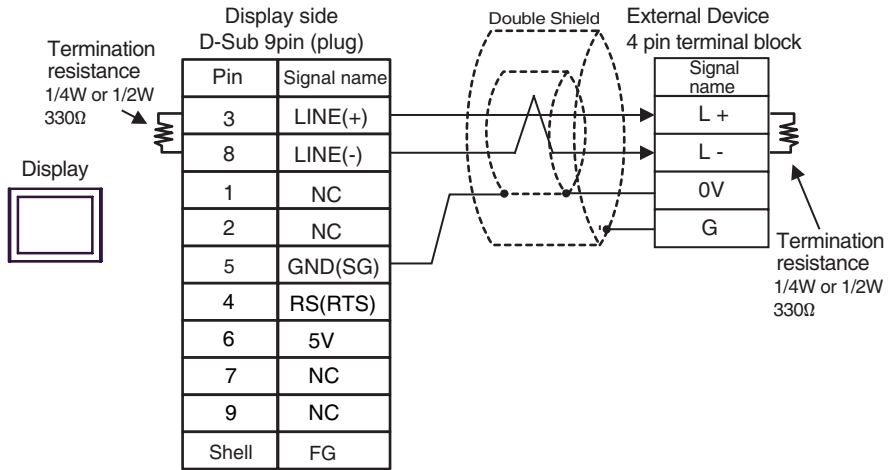 Display side
D-Sub 9pin (plug)
Double Shield
External Device
4 pin terminal block
Termination
resistance
1/4W or 1/2W
330Ω
Display
Pin Signal name
3 LINE(+)
8 LINE(-)
1 NC
2 NC
5 GND(SG)
4 RS(RTS)
6 5V
7 NC
9 NC
Shell FG
Signal
name
L +
L -
0V
G
Termination
resistance
1/4W or 1/2W
330Ω